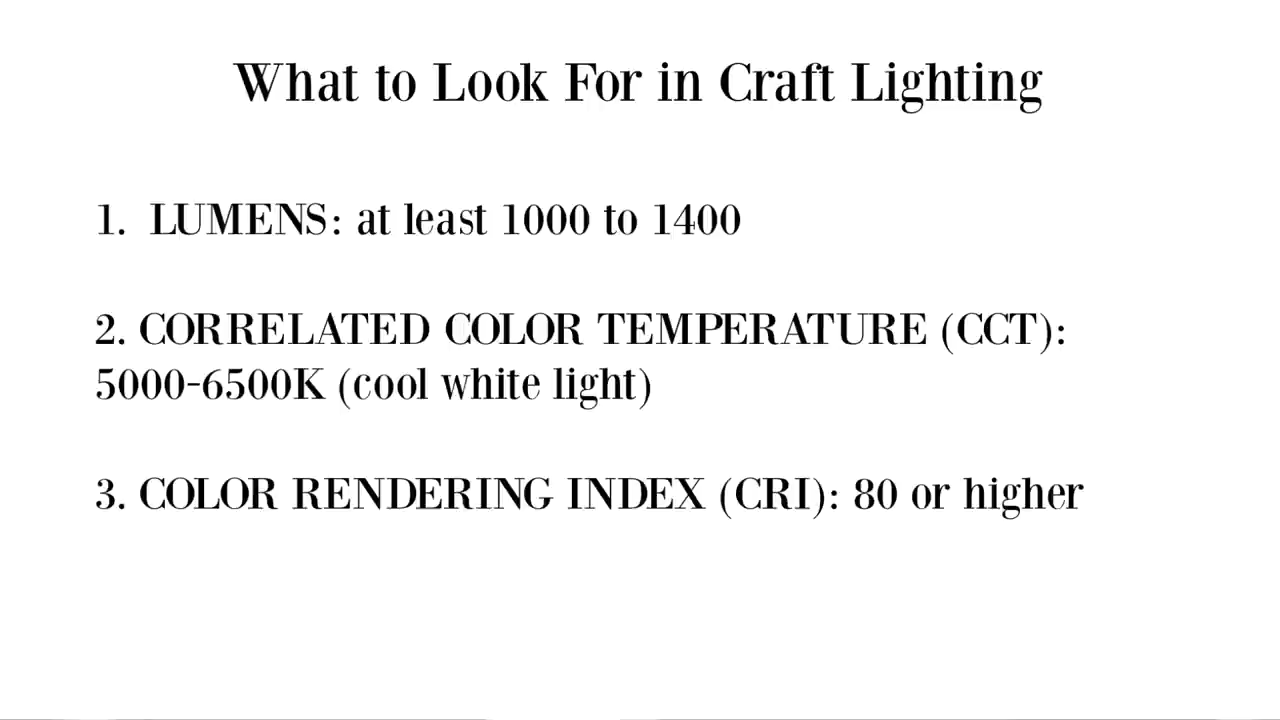 What to Look For in Craft Lighting
1. LUMENS: at least 1000 to 1400
2. CORRELATED COLOR TEMPERATURE (CCT):
5000-6500K (cool white light)
3. COLOR RENDERING INDEX (CRI): 80 or higher